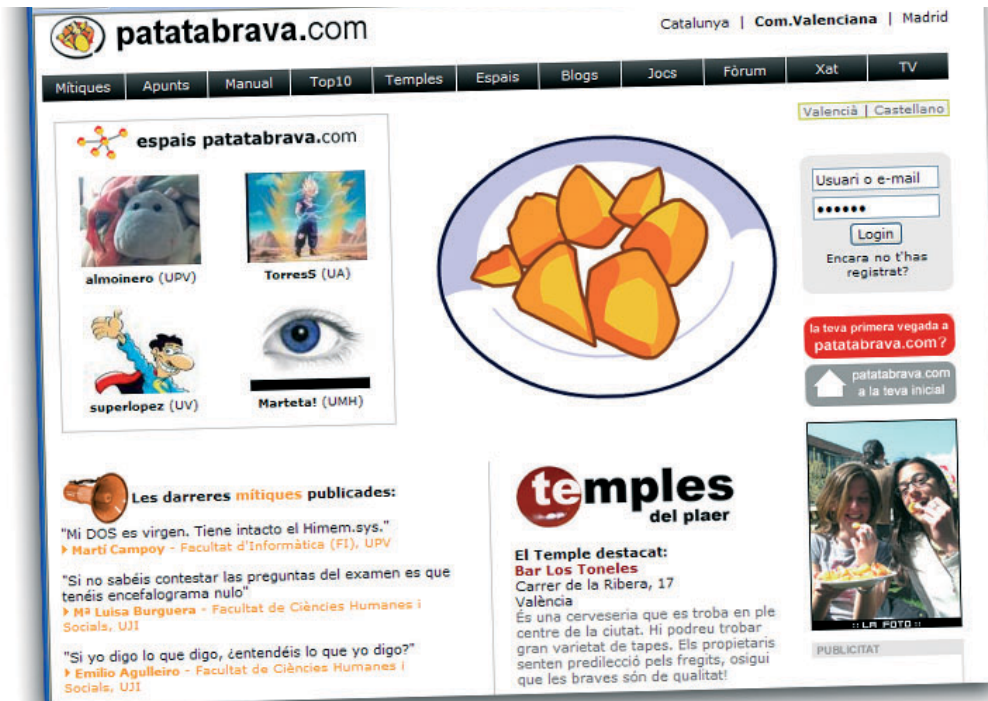 patatabrava.com
Catalunya | Com.Valenciana | Madrid
Mítiques Apunts Manual Top10 Temples Espais Blogs Jocs Fòrum Xat TV
Valencià | Castellano
espais patatabrava.com
almoinero (UPV)
TorresS (UA)
superlopez (UV)
Marteta! (UMH)
Usuari o e-mail
••••••
Login
Encara no t'has
registrat?
la teva primera vegada a
patatabrava.com?
patatabrava.com
a la teva inicial
Les darreres mítiques publicades:
"Mi DOS es virgen. Tiene intacto el Himem.sys."
Martí Campoy - Facultat d'Informàtica (FI), UPV
"Si no sabéis contestar las preguntas del examen es que
tenéis encefalograma nulo"
Mª Luisa Burguera - Facultat de Ciències Humanes i
Socials, UJI
"Si yo digo lo que digo, ¿entendéis lo que yo digo?"
Emilio Agulleiro - Facultat de Ciències Humanes i
Socials, UJI
temples
del plaer
El Temple destacat:
Bar Los Toneles
Carrer de la Ribera, 17
València
És una cerveseria que es troba en ple
centre de la ciutat. Hi podreu trobar
gran varietat de tapes. Els propietaris
senten predilecció pels fregits, osigui
que les braves són de qualitat!
:: LA FOTO ::
PUBLICITAT